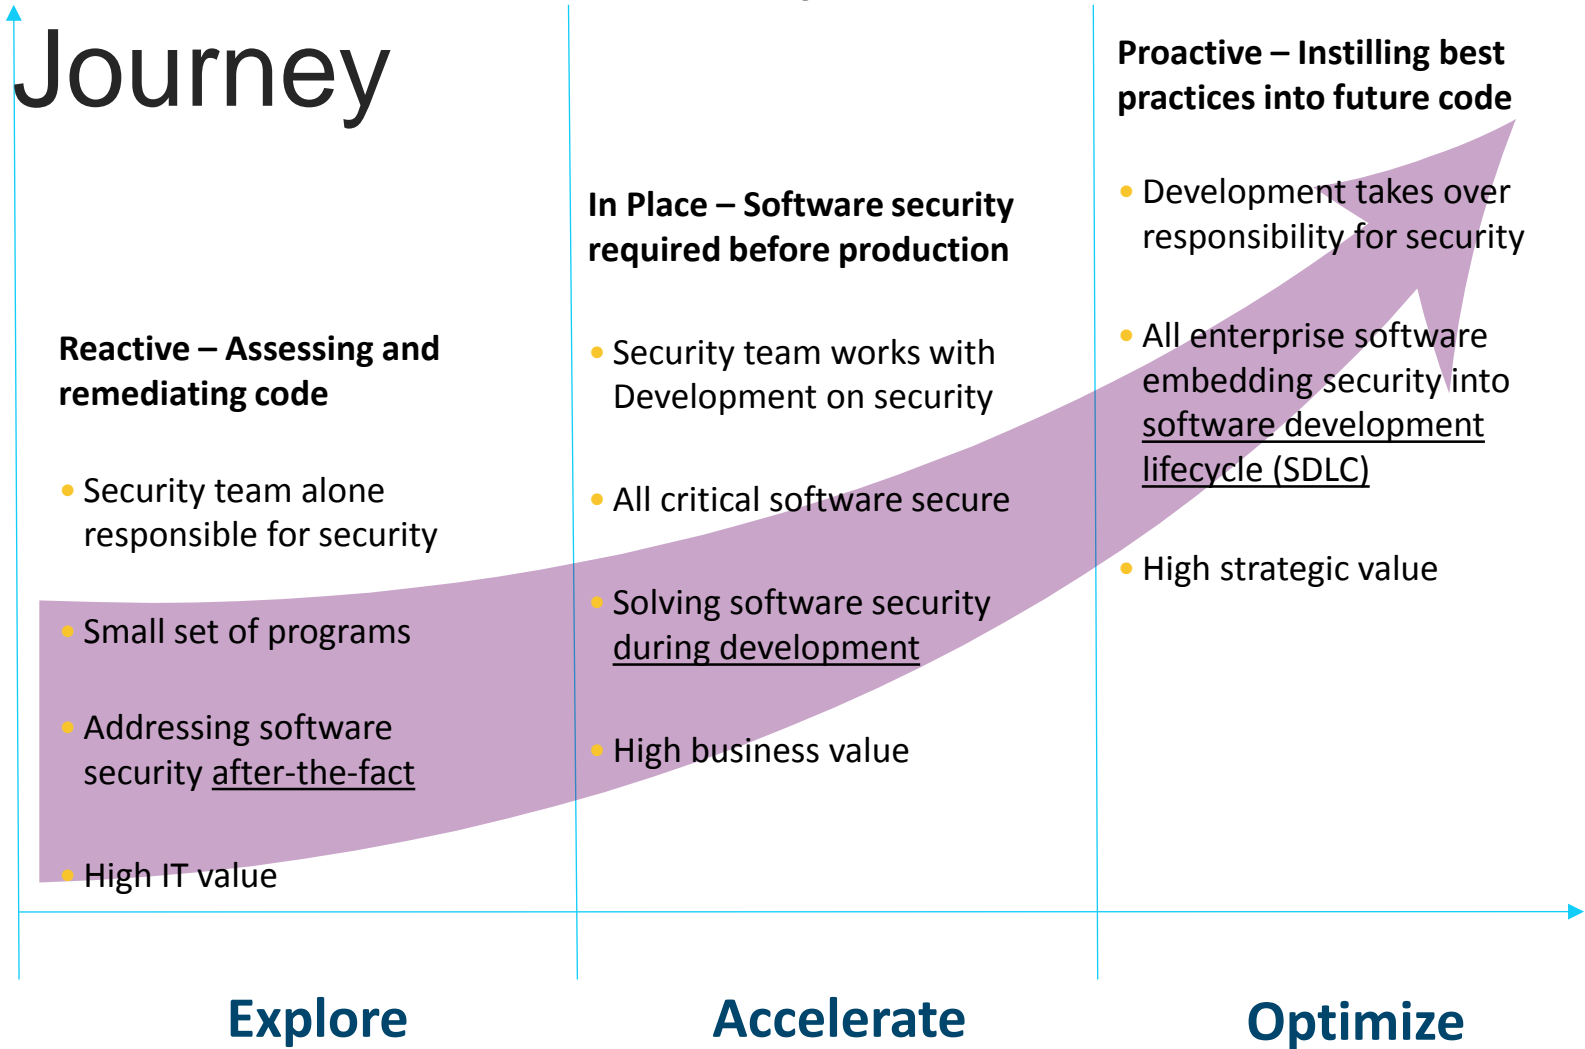 Journey
Reactive – Assessing and
remediating code
• Security team alone
responsible for security
• Small set of programs
• Addressing software
security after-the-fact
• High IT value
Explore
In Place – Software security
required before production
• Security team works with
Development on security
• All critical software secure
• Solving software security
during development
• High business value
Accelerate
Proactive – Instilling best
practices into future code
• Development takes over
responsibility for security
• All enterprise software
embedding security into
software development
lifecycle (SDLC)
• High strategic value
Optimize